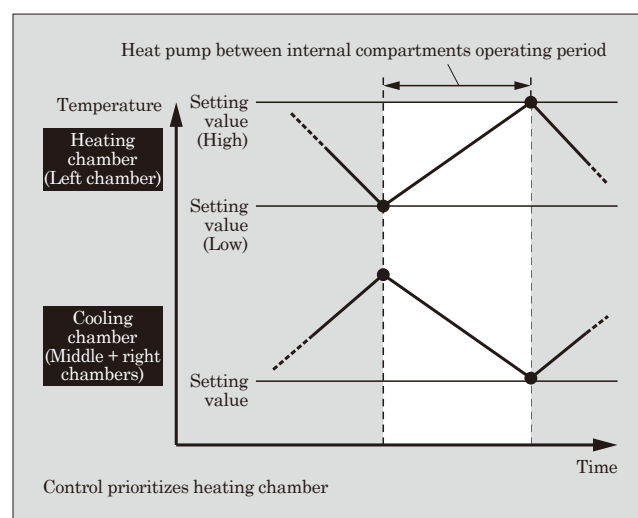 Heat pump between internal compartments operating period
Temperature
Setting
value
(High)
Heating
chamber
(Left chamber)
Setting
value
(Low)
Cooling
chamber
(Middle + right
chambers)
Setting
value
Time
Control prioritizes heating chamber